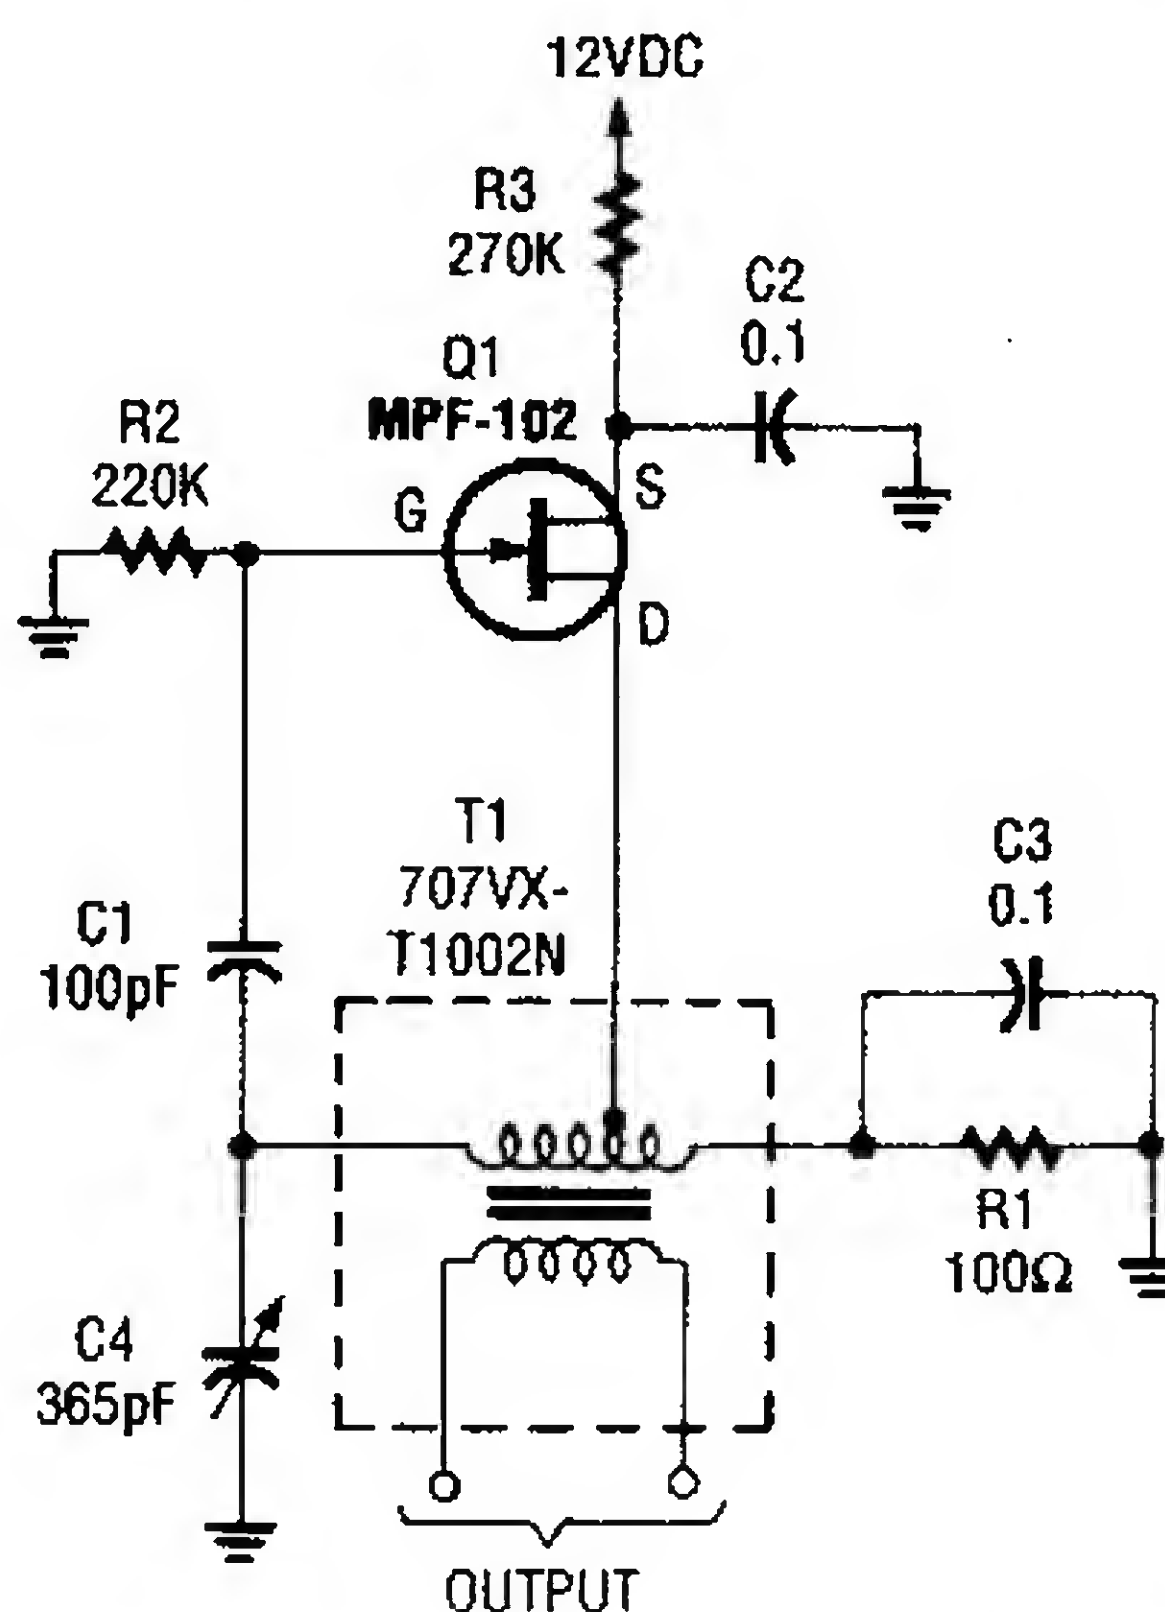 12VDC
R3
270K
C2
0.1
Q1
MPF-102
R2
220K
S
G
D
T1
707VX-
T1002N
C3
0.1
C1
100pF
R1
100Ω
C4
365pF
OUTPUT